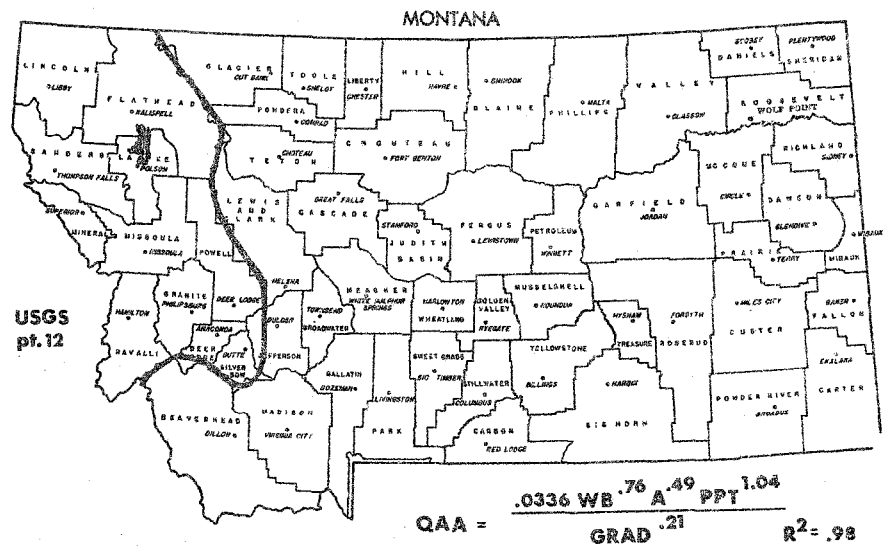 MONTANA
LINCOLN
LIBBY
FLATHEAD
KALISPELL
GLACIER
CUT BANK
TOOLE
SHELBY
LIBERTY
CHESTER
HILL
HAVRE
CHINOOK
BLAINE
MALTA
PHILLIPS
VALLEY
GLASGOW
SCOBEY
DANIELS
PLENTYWOOD
SHERIDAN
ROOSEVELT
WOLF POINT
PONDERA
CONRAD
CHOTEAU
TETON
CHOUTEAU
FORT BENTON
SANDERS
LAKE
POLSON
THOMPSON FALLS
RICHLAND
SIDNEY
MCCONE
CIRCLE
DAWSON
GLENDIVE
GARFIELD
JORDAN
LEWIS
AND
CLARK
GREAT FALLS
CASCADE
STANFORD
JUDITH
BASIN
FERGUS
LEWISTOWN
PETROLEUM
WINNETT
SUPERIOR
MINERAL
MISSOULA
MISSOULA
POWELL
PRAIRIE
TERRY
WIBAUX
WIBAUX
HELENA
MEAGHER
WHITE SULPHUR
SPRINGS
HARLOWTON
WHEATLAND
GOLDEN
VALLEY
RYEGATE
MUSSELSHELL
ROUNDUP
GRANITE
PHILIPSBURG
DEER LODGE
HAMILTON
RAVALLI
ANACONDA
DEER
BUTTE
SILVER
BOW
BOULDER
JEFFERSON
TOWNSEND
BROADWATER
HYSHAM
TREASURE
FORSYTH
ROSEBUD
MILES CITY
CUSTER
BAKER
FALLON
USGS
pt.12
GALLATIN
BOZEMAN
LIVINGSTON
PARK
SWEET GRASS
BIG TIMBER
STILLWATER
COLUMBUS
YELLOWSTONE
BILLINGS
HARDIN
BIG HORN
POWDER RIVER
BROADUS
EKALAKA
CARTER
BEAVERHEAD
DILLON
MADISON
VIRGINIA CITY
CARBON
RED LODGE
QAA = .0336 WB .76 A .49 PPT 1.04
GRAD .21
R2 = .98